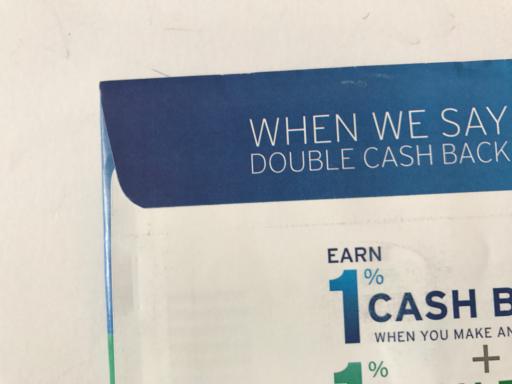 WHEN WE SAY
DOUBLE CASH BACK
EARN
1% CASH B
WHEN YOU MAKE AN
+
1%